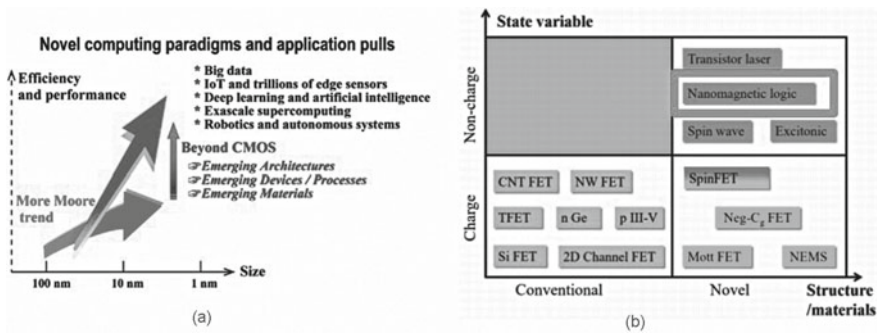 Novel computing paradigms and application pulls
Efficiency
and performance
* Big data
* IoT and trillions of edge sensors
* Deep learning and artificial intelligence
* Exascale supercomputing
* Robotics and autonomous systems
Beyond CMOS
☞Emerging Architectures
☞Emerging Devices / Processes
☞Emerging Materials
More Moore
trend
Size
100 nm
10 nm
1 nm
(a)
State variable
Non-charge
Transistor laser
Nanomagnetic logic
Spin wave
Excitonic
Charge
CNT FET
NW FET
SpinFET
TFET
n Ge
p III-V
Neg-Cg FET
Si FET
2D Channel FET
Mott FET
NEMS
Conventional
Novel
Structure
/materials
(b)